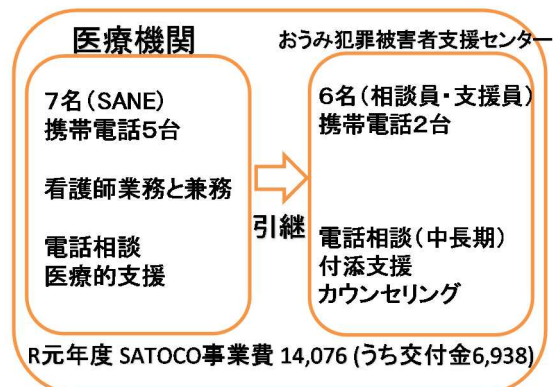 医療機関
7名(SANE)
携帯電話5台
看護師業務と兼務
電話相談
医療的支援
引継
おうみ犯罪被害者支援センター
6名(相談員・支援員)
携帯電話2台
電話相談(中長期)
付添支援
カウンセリング
R元年度 SATOCO事業費 14,076 (うち交付金6,938)